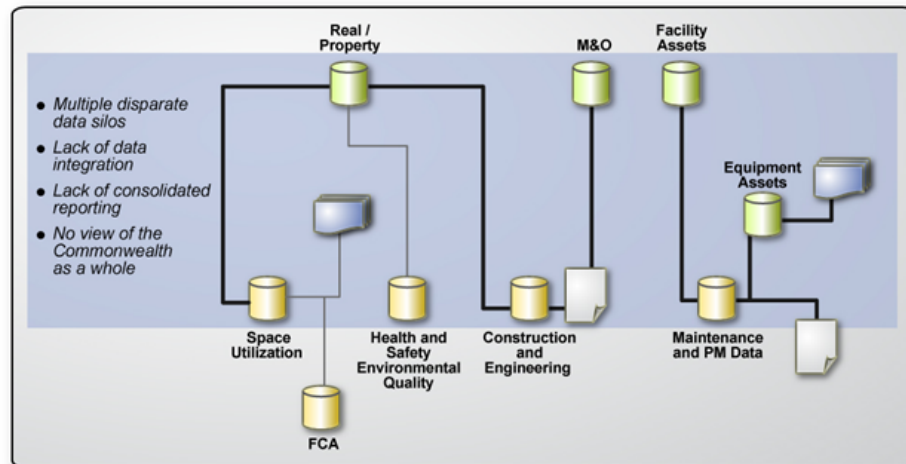 Real /
Property
M&O
Facility
Assets
• Multiple disparate
data silos
• Lack of data
integration
• Lack of consolidated
reporting
• No view of the
Commonwealth
as a whole
Equipment
Assets
Space
Utilization
Health and
Safety
Environmental
Quality
Construction
and
Engineering
Maintenance
and PM Data
FCA